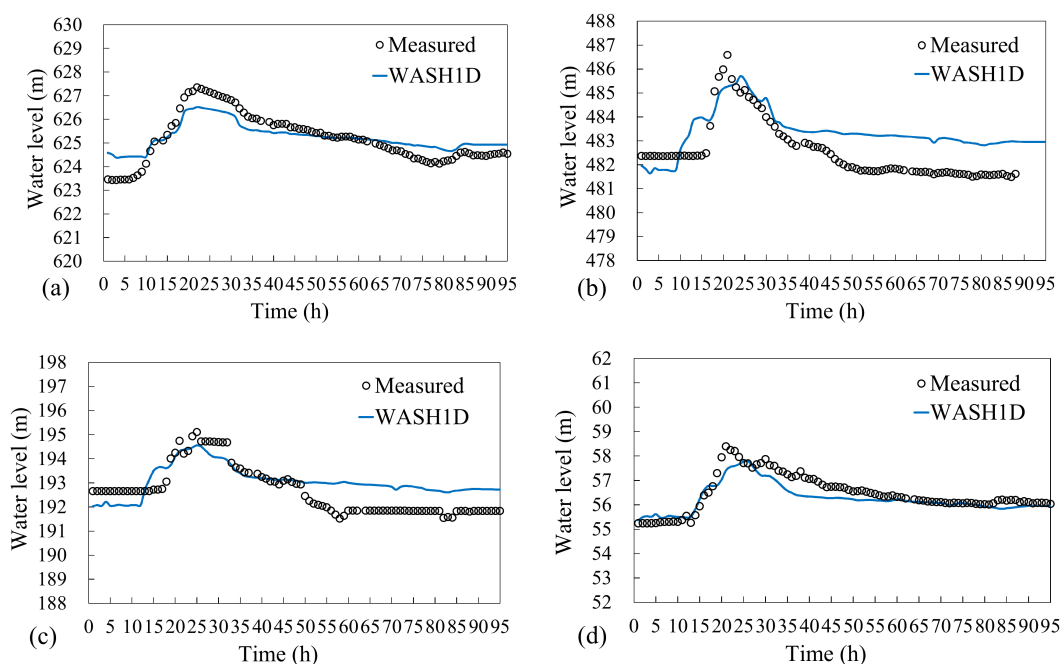 630
629
628
627
626
625
624
623
622
621
620
Water level (m)
Measured
WASH1D
0 5 10 15 20 25 30 35 40 45 50 55 60 65 70 75 80 85 90 95
(a)
Time (h)
488
487
486
485
484
483
482
481
480
479
478
Water level (m)
Measured
WASH1D
0 5 10 15 20 25 30 35 40 45 50 55 60 65 70 75 80 85 90 95
(b)
Time (h)
198
197
196
195
194
193
192
191
190
189
188
Water level (m)
Measured
WASH1D
0 5 10 15 20 25 30 35 40 45 50 55 60 65 70 75 80 85 90 95
(c)
Time (h)
62
61
60
59
58
57
56
55
54
53
52
Water level (m)
Measured
WASH1D
0 5 10 15 20 25 30 35 40 45 50 55 60 65 70 75 80 85 90 95
(d)
Time (h)